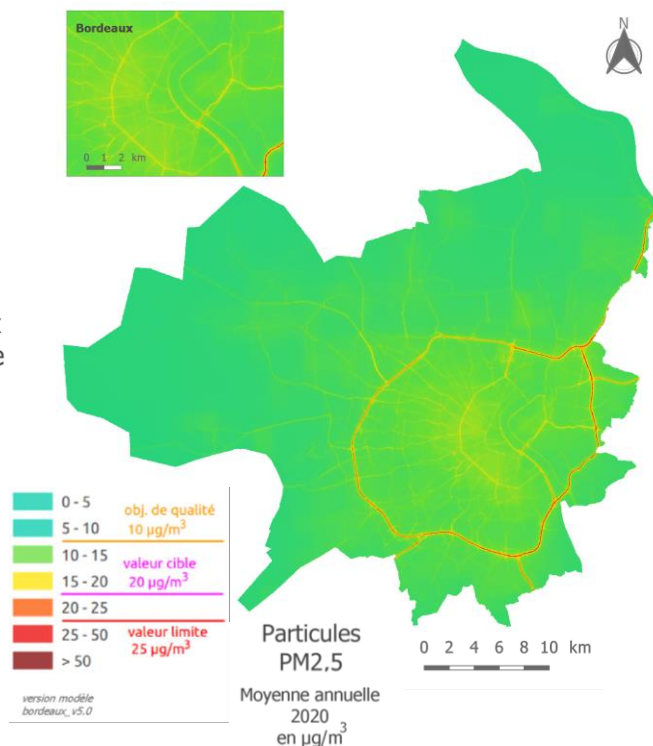 Bordeaux
0 1 2 km
N
e
0 - 5
5 - 10
obj. de qualité
10 µg/m³
10 - 15
15 - 20
valeur cible
20 µg/m³
20 - 25
25 - 50
valeur limite
25 µg/m³
> 50
version modèle
bordeaux_v5.0
Particules
PM2,5
Moyenne annuelle
2020
en µg/m³
0 2 4 6 8 10 km